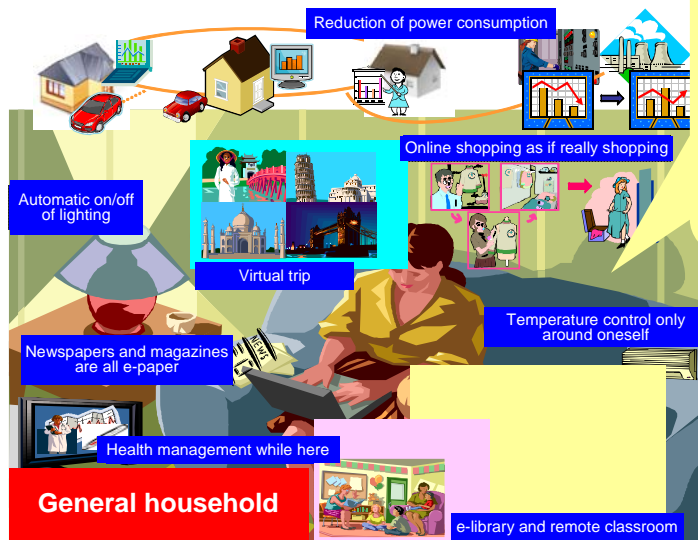 Reduction of power consumption
Online shopping as if really shopping
Automatic on/off
of lighting
Virtual trip
Temperature control only
around oneself
Newspapers and magazines
are all e-paper
NEWS
Health management while here
General household
e-library and remote classroom